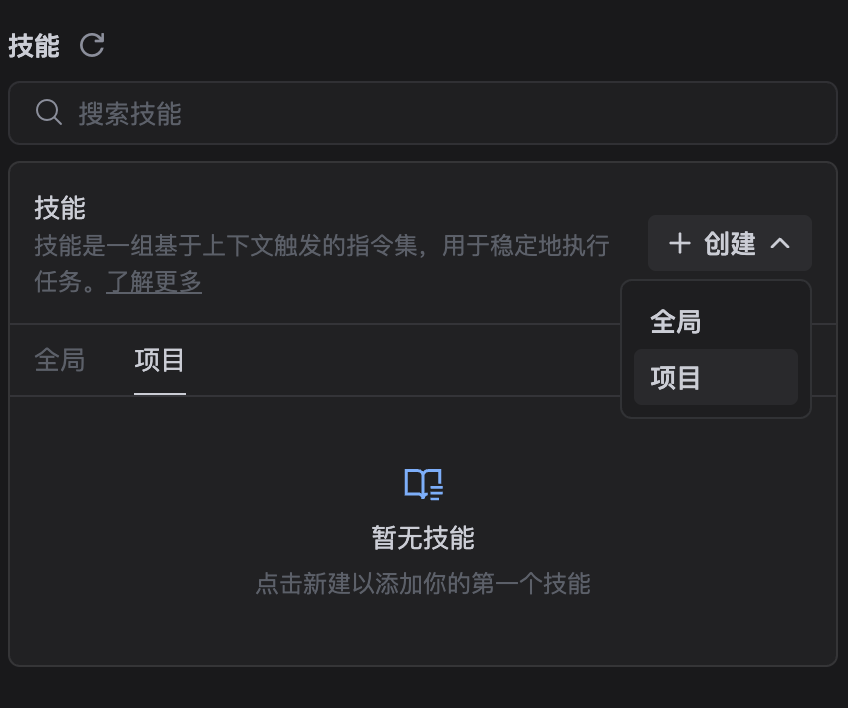 技能
搜索技能
技能
技能是一组基于上下文触发的指令集，用于稳定地执行
任务。了解更多
创建
全局
项目
全局
项目
暂无技能
点击新建以添加你的第一个技能